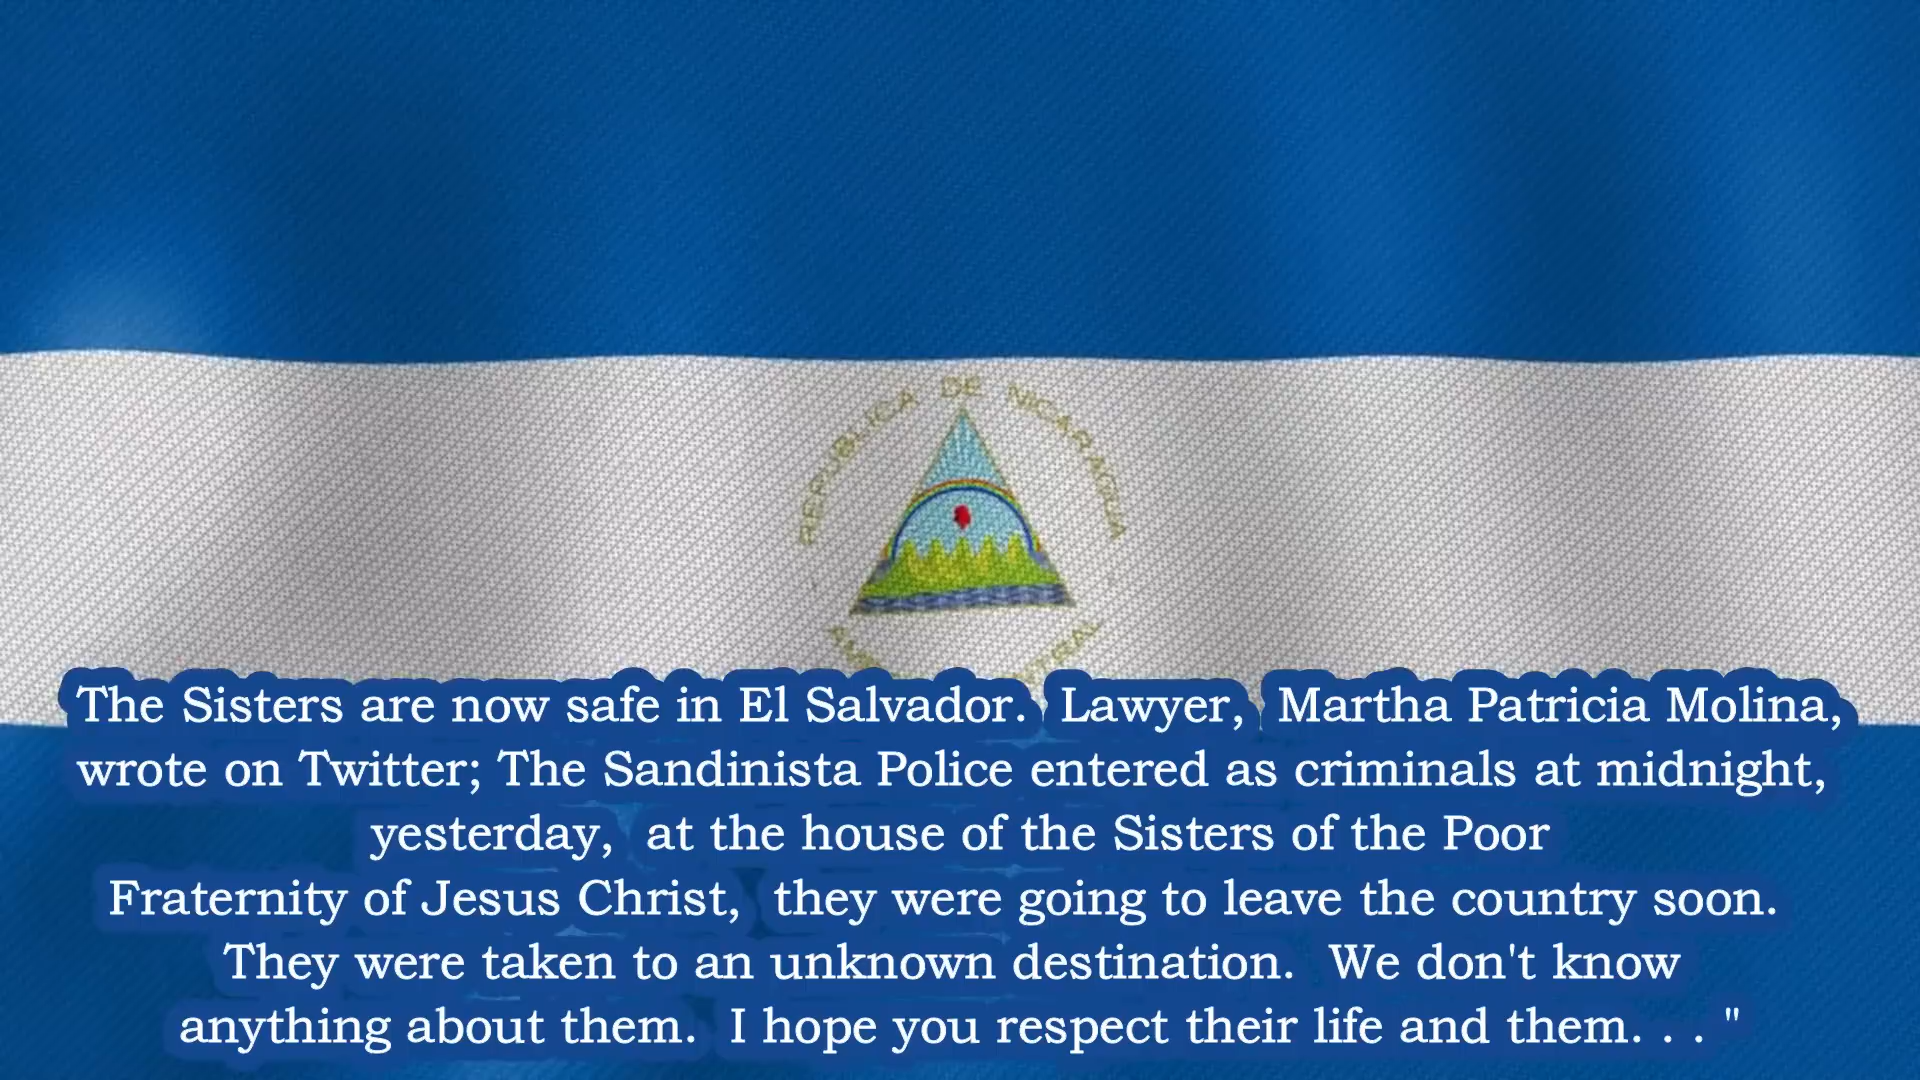 REPUBLICA DE NICARAGUA
The Sisters are now safe in El Salvador. Lawyer, Martha Patricia Molina,
wrote on Twitter; The Sandinista Police entered as criminals at midnight,
yesterday, at the house of the Sisters of the Poor
Fraternity of Jesus Christ, they were going to leave the country soon.
They were taken to an unknown destination. We don't know
anything about them. I hope you respect their life and them. . . "